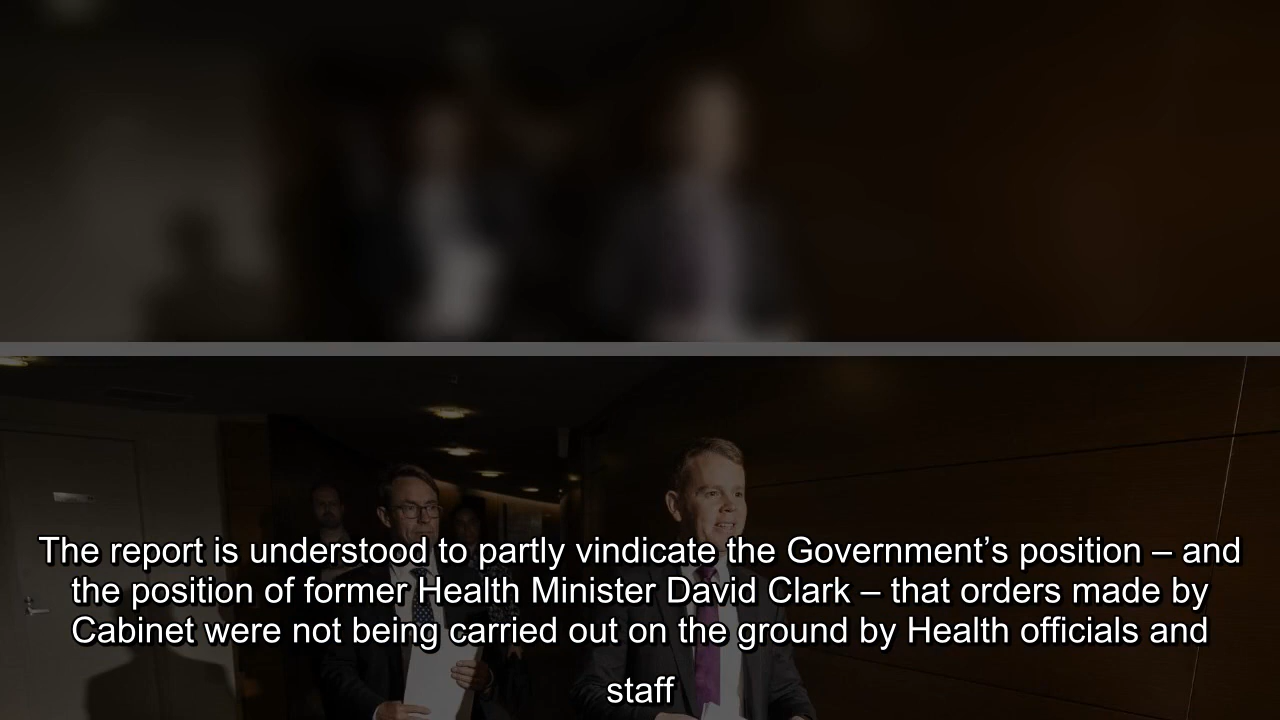 The report is understood to partly vindicate the Government’s position – and
the position of former Health Minister David Clark – that orders made by
Cabinet were not being carried out on the ground by Health officials and
staff